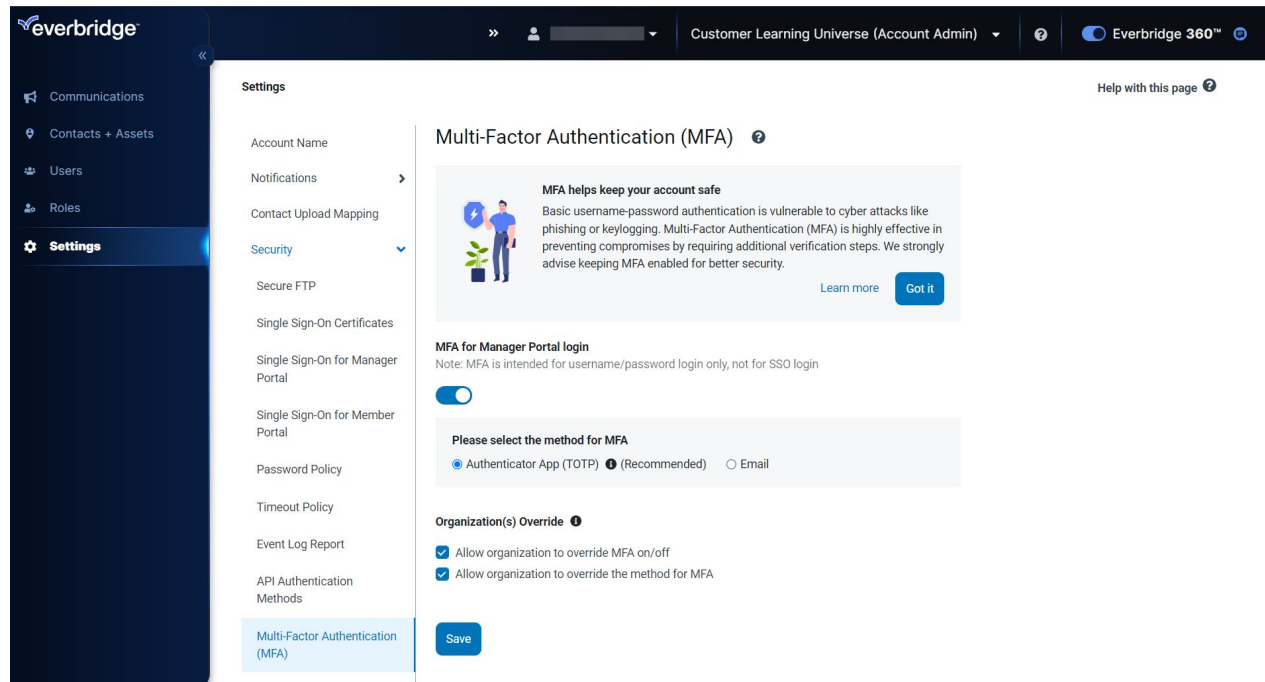 everbridge™
«
» Customer Learning Universe (Account Admin) Everbridge 360™
Communications
Contacts + Assets
Users
Roles
Settings
Settings
Help with this page
Account Name
Notifications
Contact Upload Mapping
Security
Secure FTP
Single Sign-On Certificates
Single Sign-On for Manager
Portal
Single Sign-On for Member
Portal
Password Policy
Timeout Policy
Event Log Report
API Authentication
Methods
Multi-Factor Authentication
(MFA)
Multi-Factor Authentication (MFA)
MFA helps keep your account safe
Basic username-password authentication is vulnerable to cyber attacks like
phishing or keylogging. Multi-Factor Authentication (MFA) is highly effective in
preventing compromises by requiring additional verification steps. We strongly
advise keeping MFA enabled for better security.
Learn more Got it
MFA for Manager Portal login
Note: MFA is intended for username/password login only, not for SSO login
Please select the method for MFA
Authenticator App (TOTP) (Recommended) Email
Organization(s) Override
Allow organization to override MFA on/off
Allow organization to override the method for MFA
Save